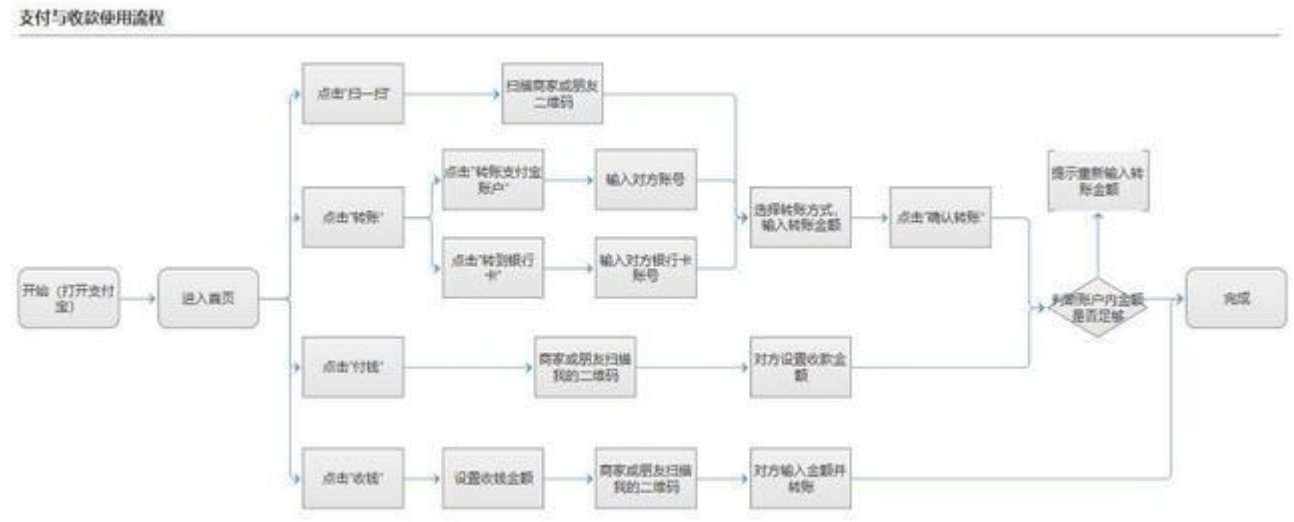 支付与收款使用流程
点击"扫一扫"
扫描商家或朋友
二维码
点击"转账支付宝
账户"
输入对方账号
提示重新输入转
账金额
点击"转账"
选择转账方式,
输入转账金额
点击"确认转账"
点击"转到银行
卡"
输入对方银行卡
账号
开始(打开支付
宝)
进入首页
判断账户内金额
是否足够
完成
点击"付钱"
商家或朋友扫描
我的二维码
对方设置收款金
额
点击"收钱"
设置收钱金额
商家或朋友扫描
我的二维码
对方输入金额并
转账